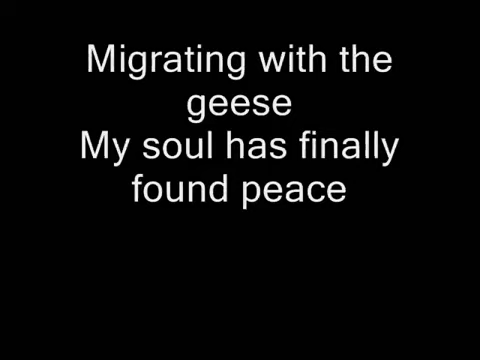 Migrating with the
geese
My soul has finally
found peace